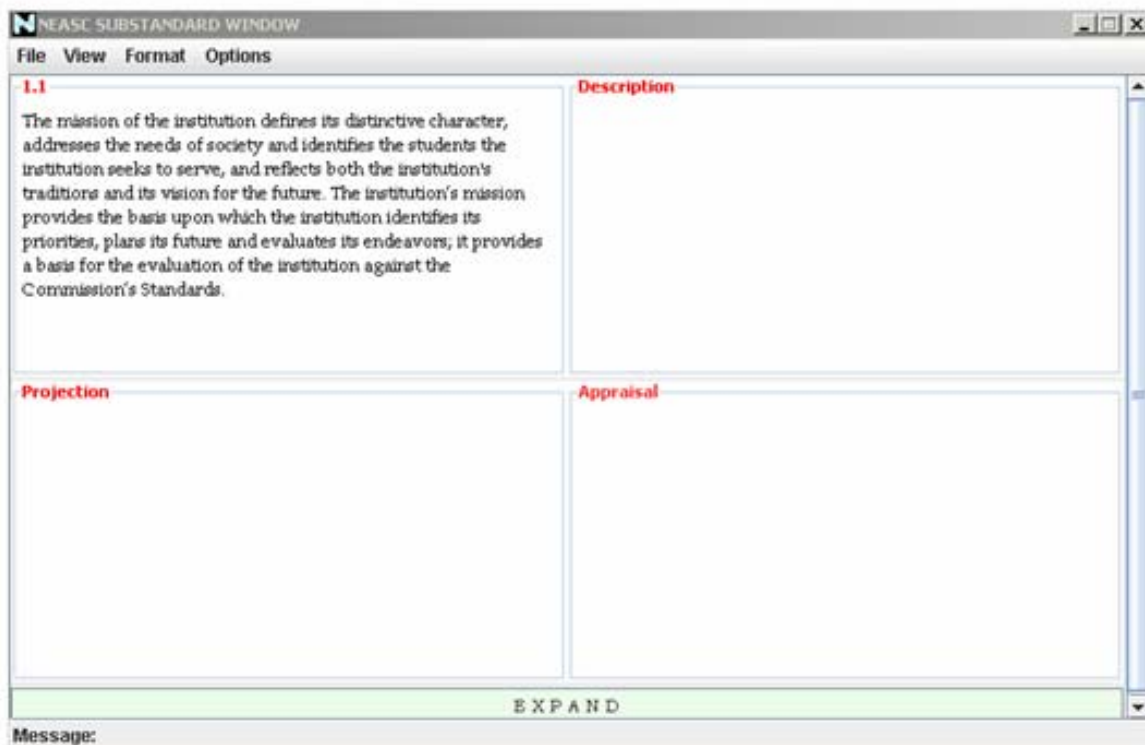 NEASC SUBSTANDARD WINDOW
File View Format Options
1.1
The mission of the institution defines its distinctive character,
addresses the needs of society and identifies the students the
institution seeks to serve, and reflects both the institution's
traditions and its vision for the future. The institution's mission
provides the basis upon which the institution identifies its
priorities, plans its future and evaluates its endeavors; it provides
a basis for the evaluation of the institution against the
Commission's Standards.
Description
Projection
Appraisal
EXPAND
Message: